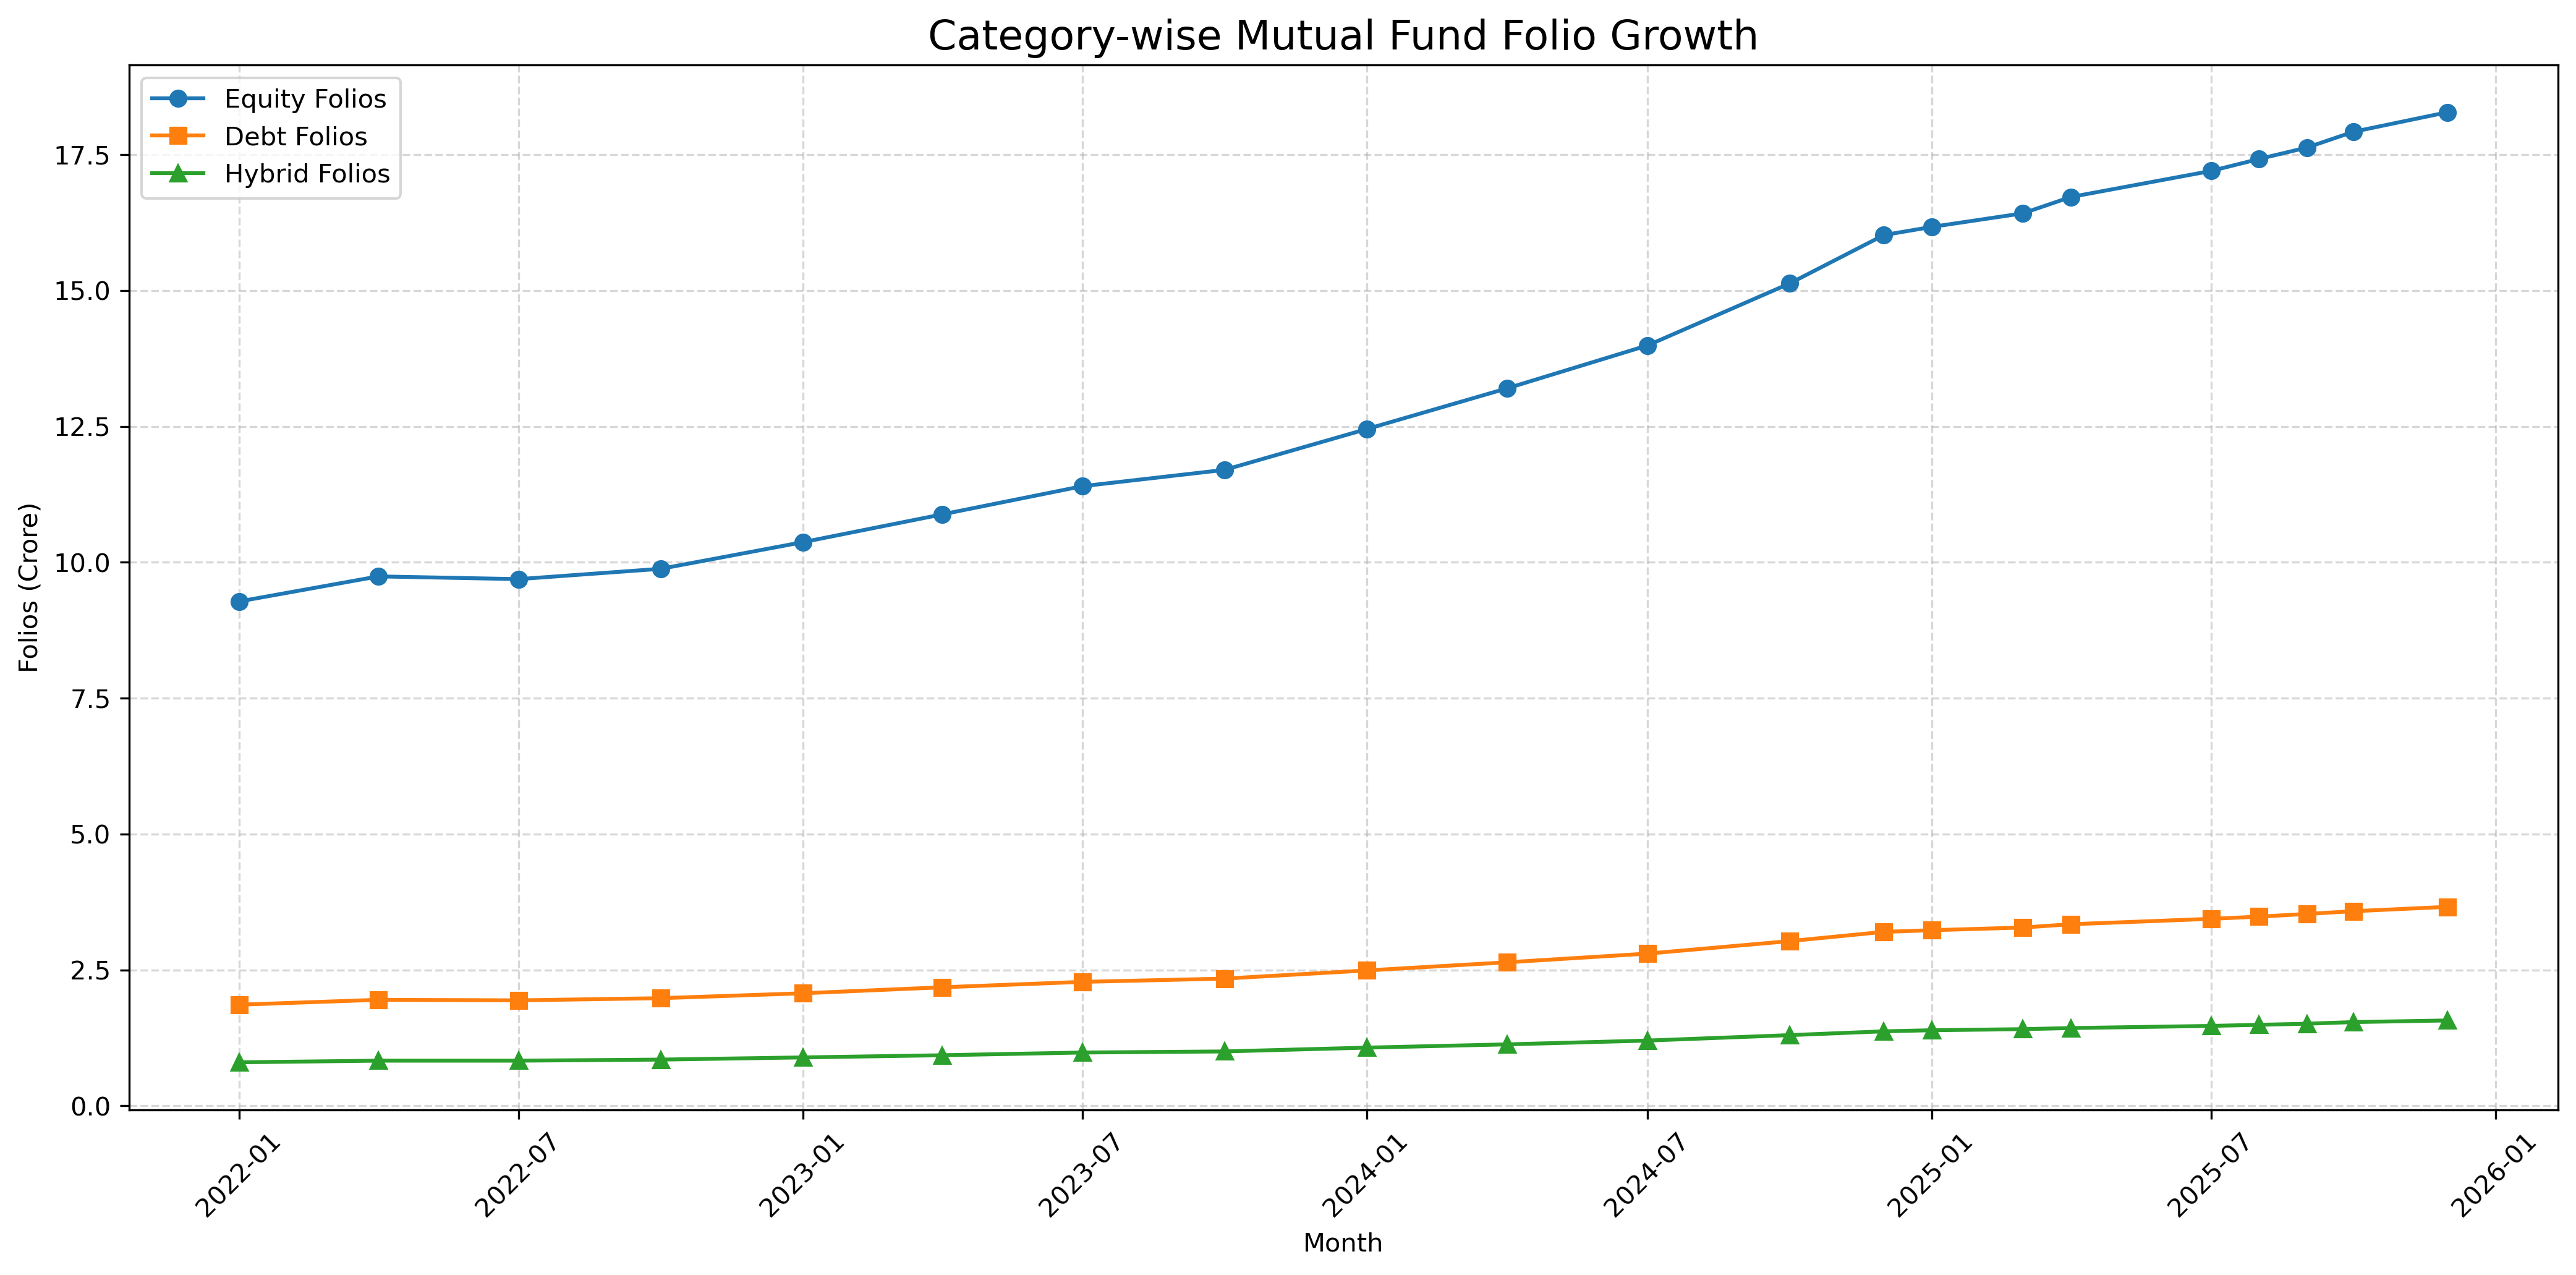 Category-wise Mutual Fund Folio Growth
Equity Folios
Debt Folios
Hybrid Folios
Folios (Crore)
17.5
15.0
12.5
10.0
7.5
5.0
2.5
0.0
2022-01
2022-07
2023-01
2023-07
2024-01
2024-07
2025-01
2025-07
2026-01
Month